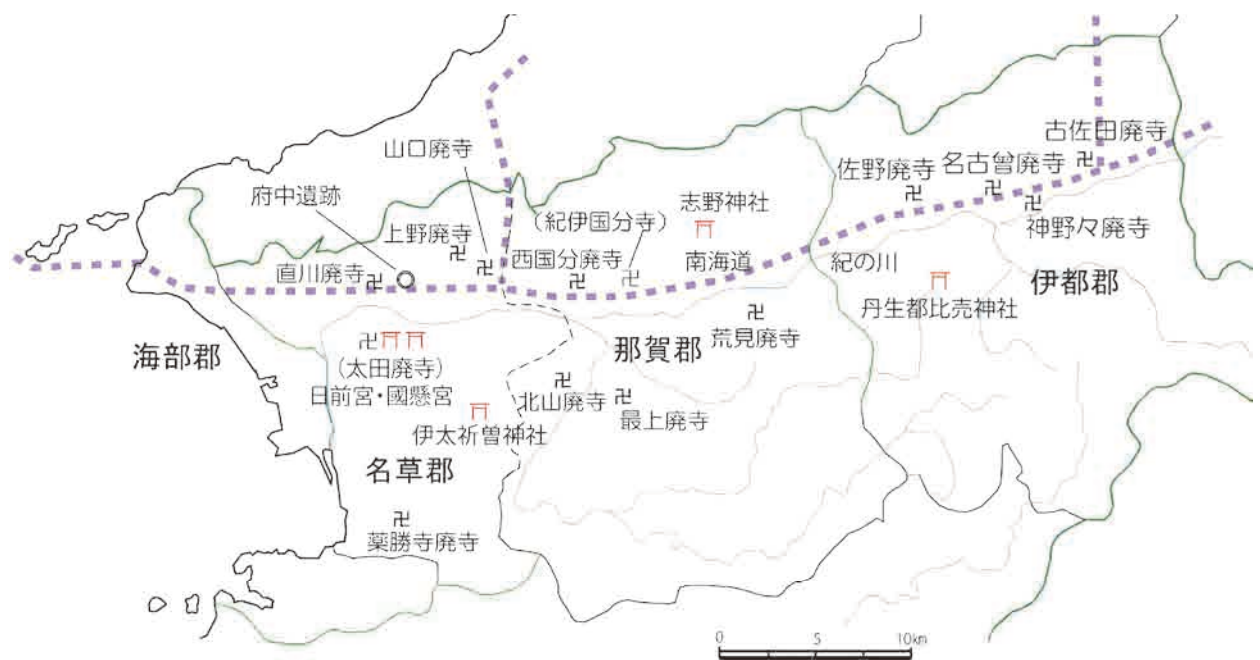 古佐田廃寺
山口廃寺
佐野廃寺
名古曽廃寺
府中遺跡
志野神社
(紀伊国分寺)
神野々廃寺
上野廃寺
西国分廃寺
南海道
紀の川
直川廃寺
伊都郡
丹生都比売神社
荒見廃寺
海部郡
那賀郡
(太田廃寺)
日前宮・國懸宮
北山廃寺
最上廃寺
伊太祈曽神社
名草郡
薬勝寺廃寺
0 5 10km